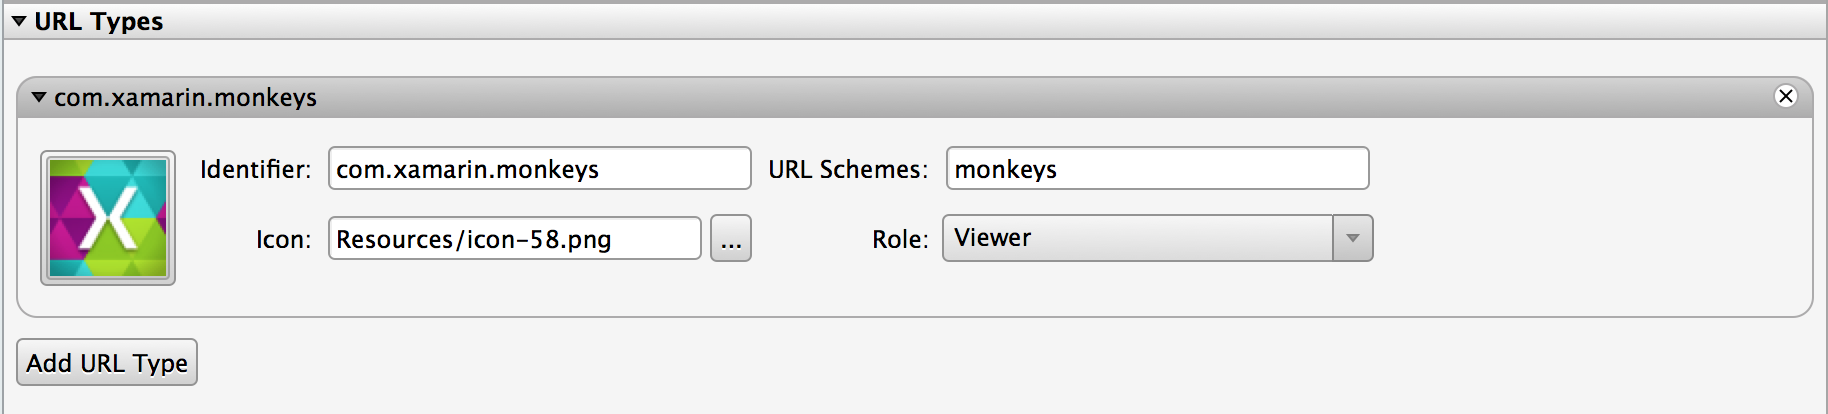 URL Types
com.xamarin.monkeys
Identifier: com.xamarin.monkeys URL Schemes: monkeys
Icon: Resources/icon-58.png ... Role: Viewer
Add URL Type